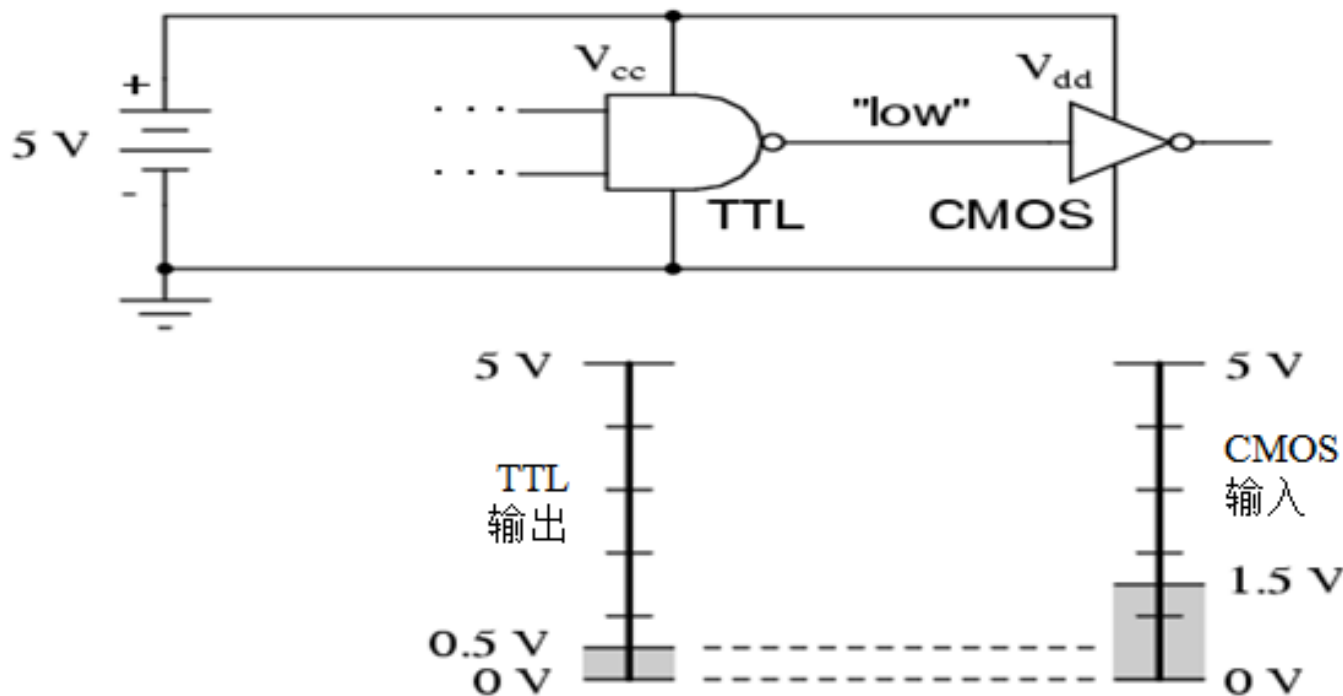 +
5 V
-
Vcc
. . .
. . .
TTL
"low"
Vdd
CMOS
5 V
TTL
输出
0.5 V
0 V
5 V
CMOS
输入
1.5 V
0 V